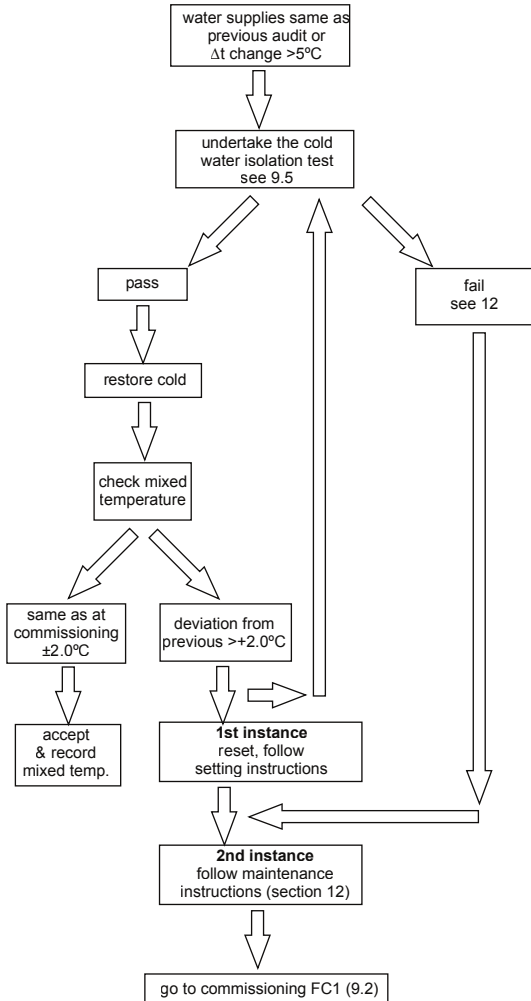 water supplies same as
previous audit or
Δt change >5ºC
undertake the cold
water isolation test
see 9.5
pass
fail
see 12
restore cold
check mixed
temperature
same as at
commissioning
±2.0ºC
deviation from
previous >+2.0ºC
accept
& record
mixed temp.
1st instance
reset, follow
setting instructions
2nd instance
follow maintenance
instructions (section 12)
go to commissioning FC1 (9.2)